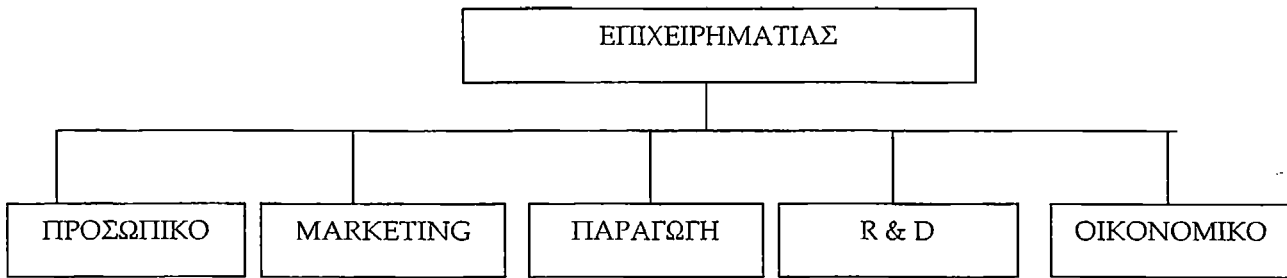 ΕΠΙΧΕΙΡΗΜΑΤΙΑΣ
ΠΡΟΣΩΠΙΚΟ
MARKETING
ΠΑΡΑΓΩΓΗ
R & D
ΟΙΚΟΝΟΜΙΚΟ